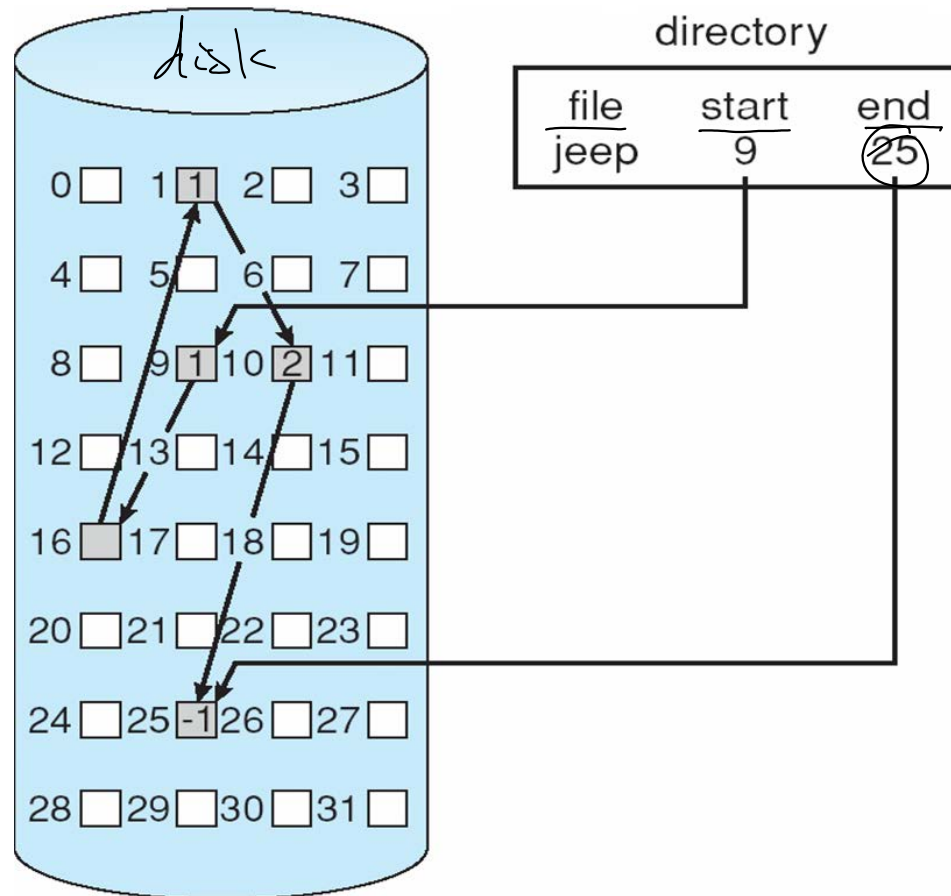 disk
directory
file start end
jeep 9 25
0 1 1 2 3
4 5 6 7
8 9 1 10 2 11
12 13 14 15
16 17 18 19
20 21 22 23
24 25 -1 26 27
28 29 30 31